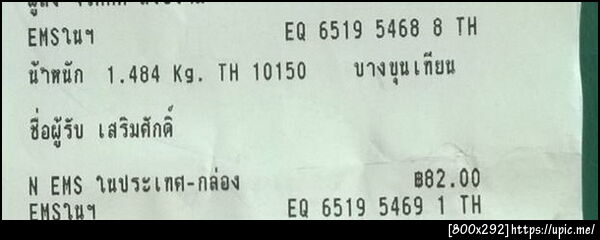 EMSในฯ EQ 6519 5468 8 TH
น้ำหนัก 1.484 Kg. TH 10150 บางขุนเทียน
ชื่อผู้รับ เสริมศักดิ์
N EMS ในประเทศ-กล่อง ฿82.00
EMSในฯ EQ 6519 5469 1 TH
[800x292]https://upic.me/